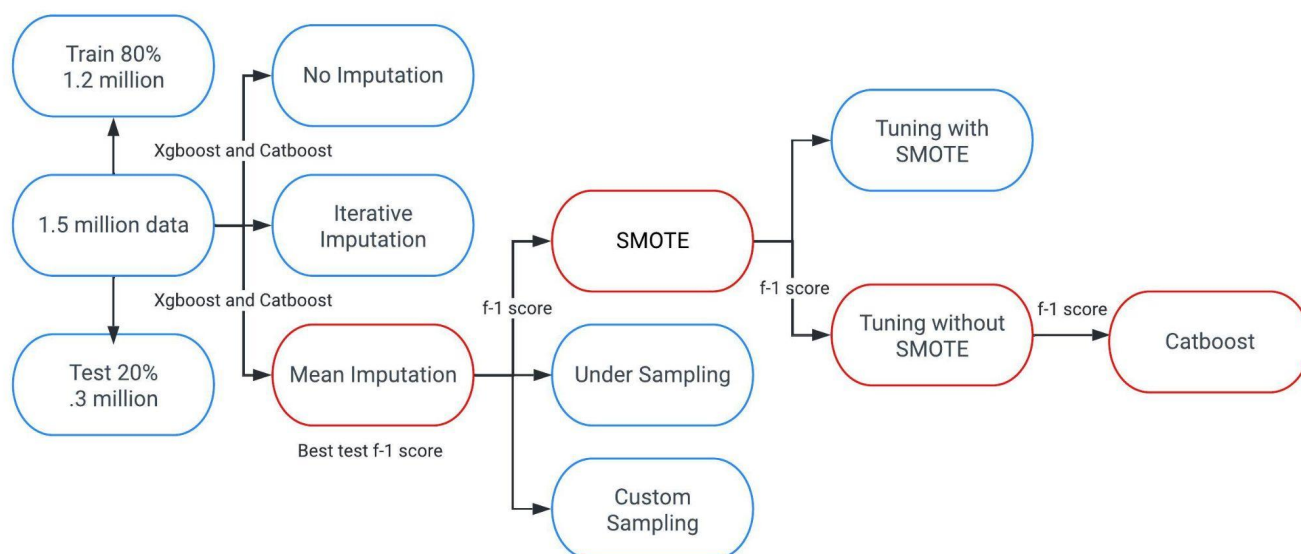 Train 80%
1.2 million
No Imputation
Xgboost and Catboost
1.5 million data
Iterative
Imputation
Xgboost and Catboost
Test 20%
.3 million
Mean Imputation
Best test f-1 score
f-1 score
SMOTE
Under Sampling
Custom
Sampling
Tuning with
SMOTE
f-1 score
Tuning without
SMOTE
f-1 score
Catboost